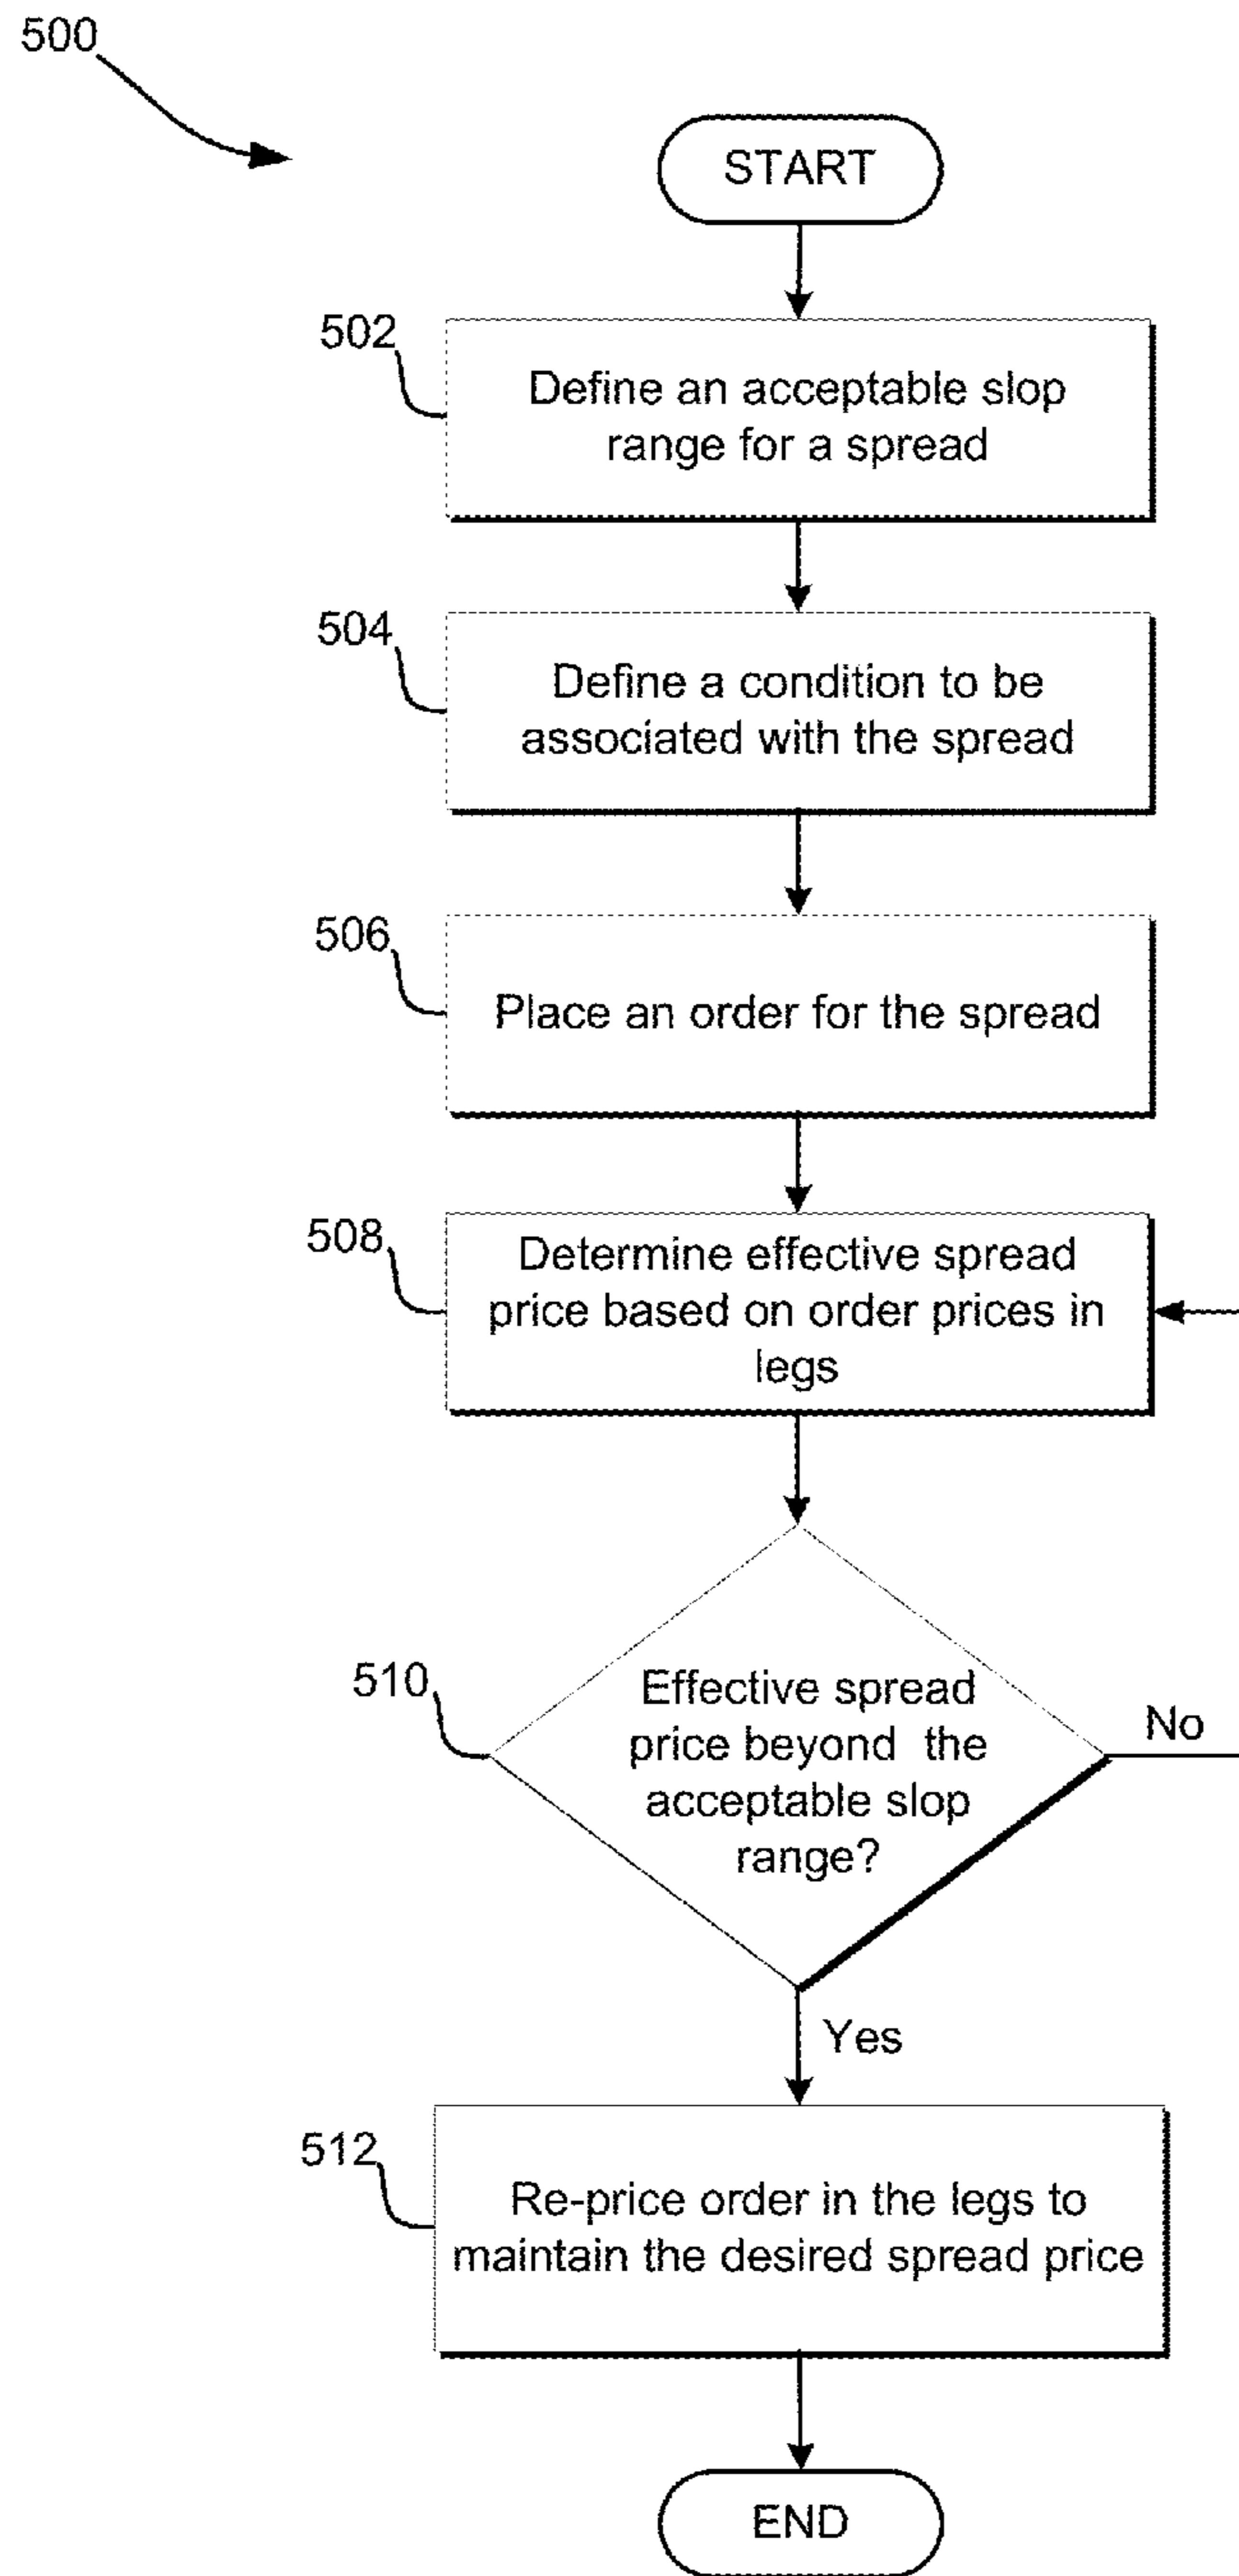 500
START
502
Define an acceptable slop
range for a spread
504
Define a condition to be
associated with the spread
506
Place an order for the spread
508
Determine effective spread
price based on order prices in
legs
510
Effective spread
price beyond the
acceptable slop
range?
No
Yes
512
Re-price order in the legs to
maintain the desired spread price
END